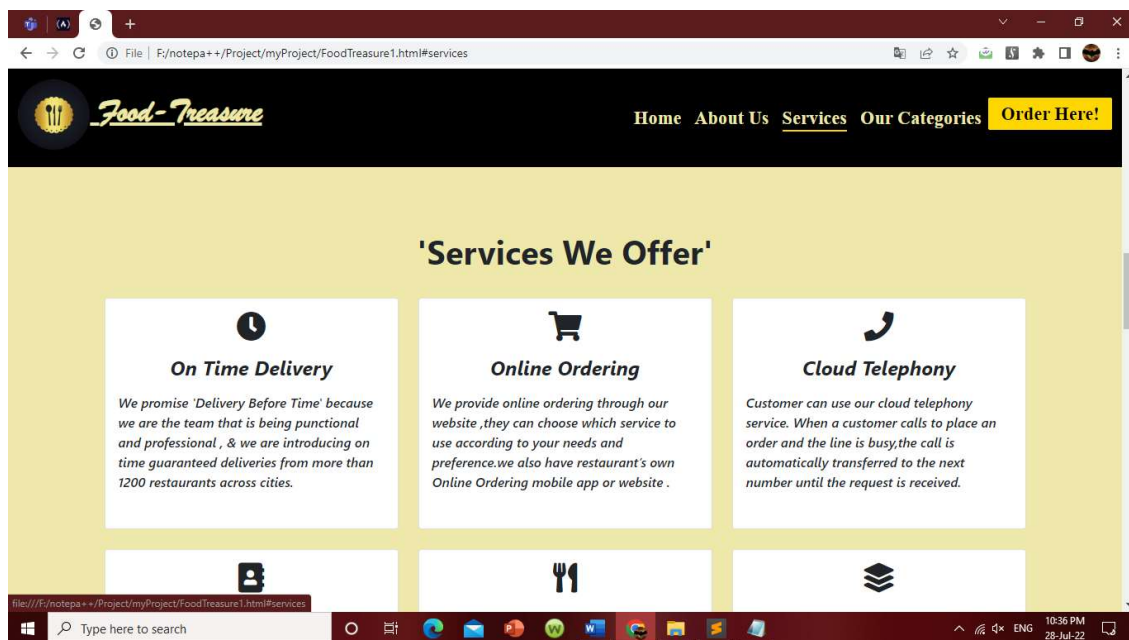 File | F:/notepa++/Project/myProject/FoodTreasure1.html#services
Food-Treasure
Home About Us Services Our Categories Order Here!
'Services We Offer'
On Time Delivery
We promise 'Delivery Before Time' because
we are the team that is being punctional
and professional , & we are introducing on
time guaranteed deliveries from more than
1200 restaurants across cities.
Online Ordering
We provide online ordering through our
website ,they can choose which service to
use according to your needs and
preference.we also have restaurant's own
Online Ordering mobile app or website .
Cloud Telephony
Customer can use our cloud telephony
service. When a customer calls to place an
order and the line is busy,the call is
automatically transferred to the next
number until the request is received.
file:///F:/notepa++/Project/myProject/FoodTreasure1.html#services
Type here to search
ENG
10:36 PM
28-Jul-22